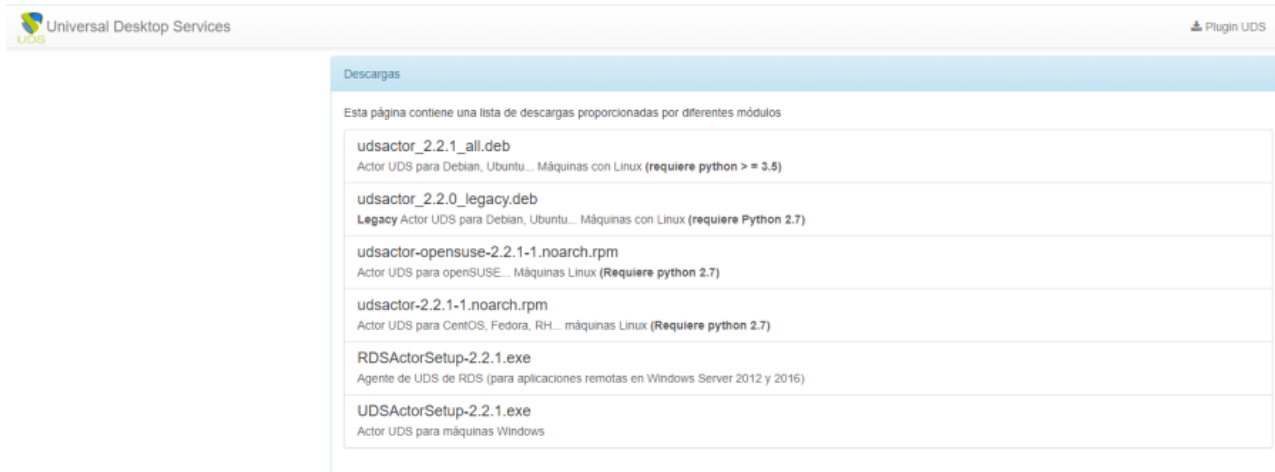 Universal Desktop Services
UDS
Plugin UDS
Descargas
Esta página contiene una lista de descargas proporcionadas por diferentes módulos
udsactor_2.2.1_all.deb
Actor UDS para Debian, Ubuntu... Máquinas con Linux (requiere python > = 3.5)
udsactor_2.2.0_legacy.deb
Legacy Actor UDS para Debian, Ubuntu... Máquinas con Linux (requiere Python 2.7)
udsactor-opensuse-2.2.1-1.noarch.rpm
Actor UDS para openSUSE... Máquinas Linux (Requiere python 2.7)
udsactor-2.2.1-1.noarch.rpm
Actor UDS para CentOS, Fedora, RH... máquinas Linux (Requiere python 2.7)
RDSActorSetup-2.2.1.exe
Agente de UDS de RDS (para aplicaciones remotas en Windows Server 2012 y 2016)
UDSActorSetup-2.2.1.exe
Actor UDS para máquinas Windows